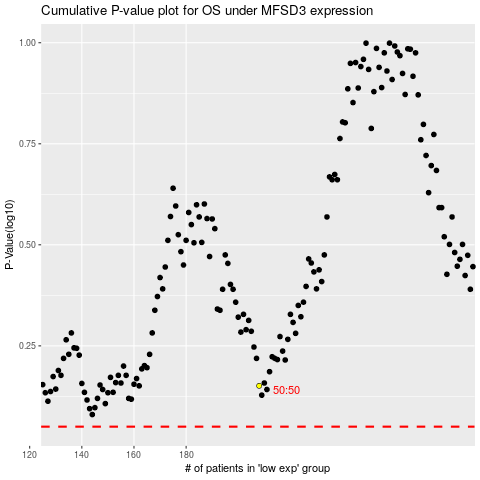 Cumulative P-value plot for OS under MFSD3 expression
P-Value(log10)
1.00
0.75
0.50
0.25
50:50
120 140 160 180
# of patients in 'low exp' group